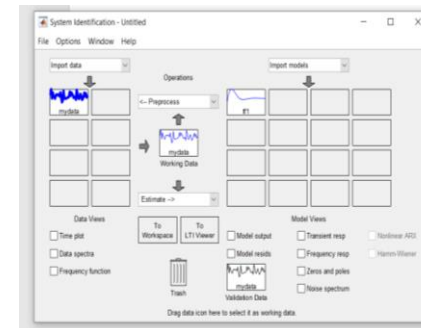 System Identification - Untitled
File Options Window Help
Import data
Import models
Operations
<-- Preprocess
mydata
tf1
mydata
Working Data
Estimate -->
Data Views
Time plot
Data spectra
Frequency function
To
Workspace
To
LTI Viewer
Trash
Model Views
Model output
Transient resp
Nonlinear ARX
Model resids
Frequency resp
Hamm-Wiener
Zeros and poles
Noise spectrum
mydata
Validation Data
Drag data icon here to select it as working data.